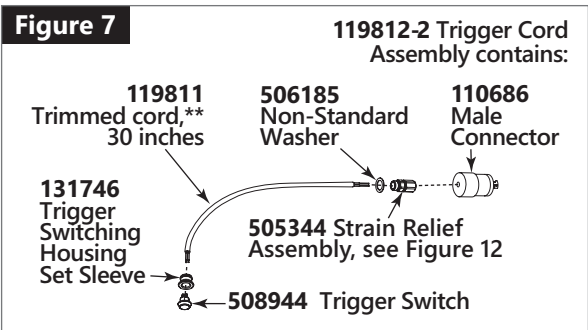 Figure 7
119812-2 Trigger Cord
Assembly contains:
119811
Trimmed cord,**
30 inches
506185
Non-Standard
Washer
110686
Male
Connector
131746
Trigger
Switching
Housing
Set Sleeve
505344 Strain Relief
Assembly, see Figure 12
508944 Trigger Switch